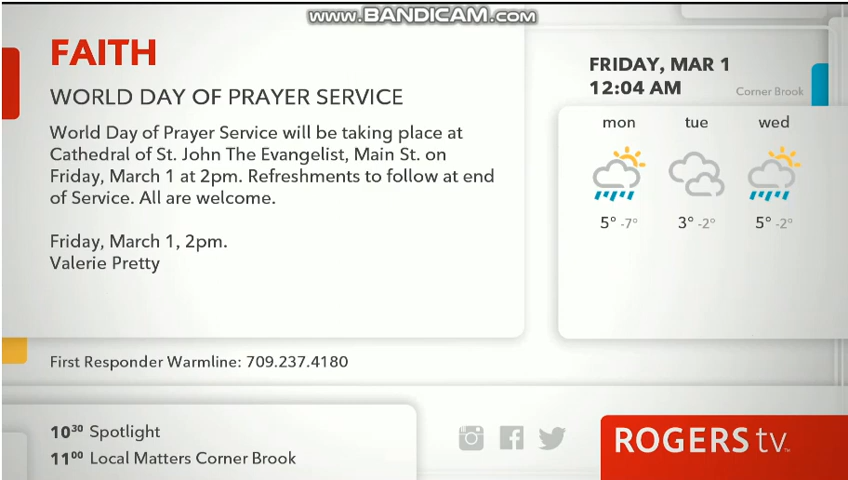 www.BANDICAM.com
FAITH
WORLD DAY OF PRAYER SERVICE
World Day of Prayer Service will be taking place at
Cathedral of St. John The Evangelist, Main St. on
Friday, March 1 at 2pm. Refreshments to follow at end
of Service. All are welcome.
Friday, March 1, 2pm.
Valerie Pretty
FRIDAY, MAR 1
12:04 AM
Corner Brook
mon tue wed
5° -7° 3° -2° 5° -2°
First Responder Warmline: 709.237.4180
10³⁰ Spotlight
11⁰⁰ Local Matters Corner Brook
ROGERS tv™